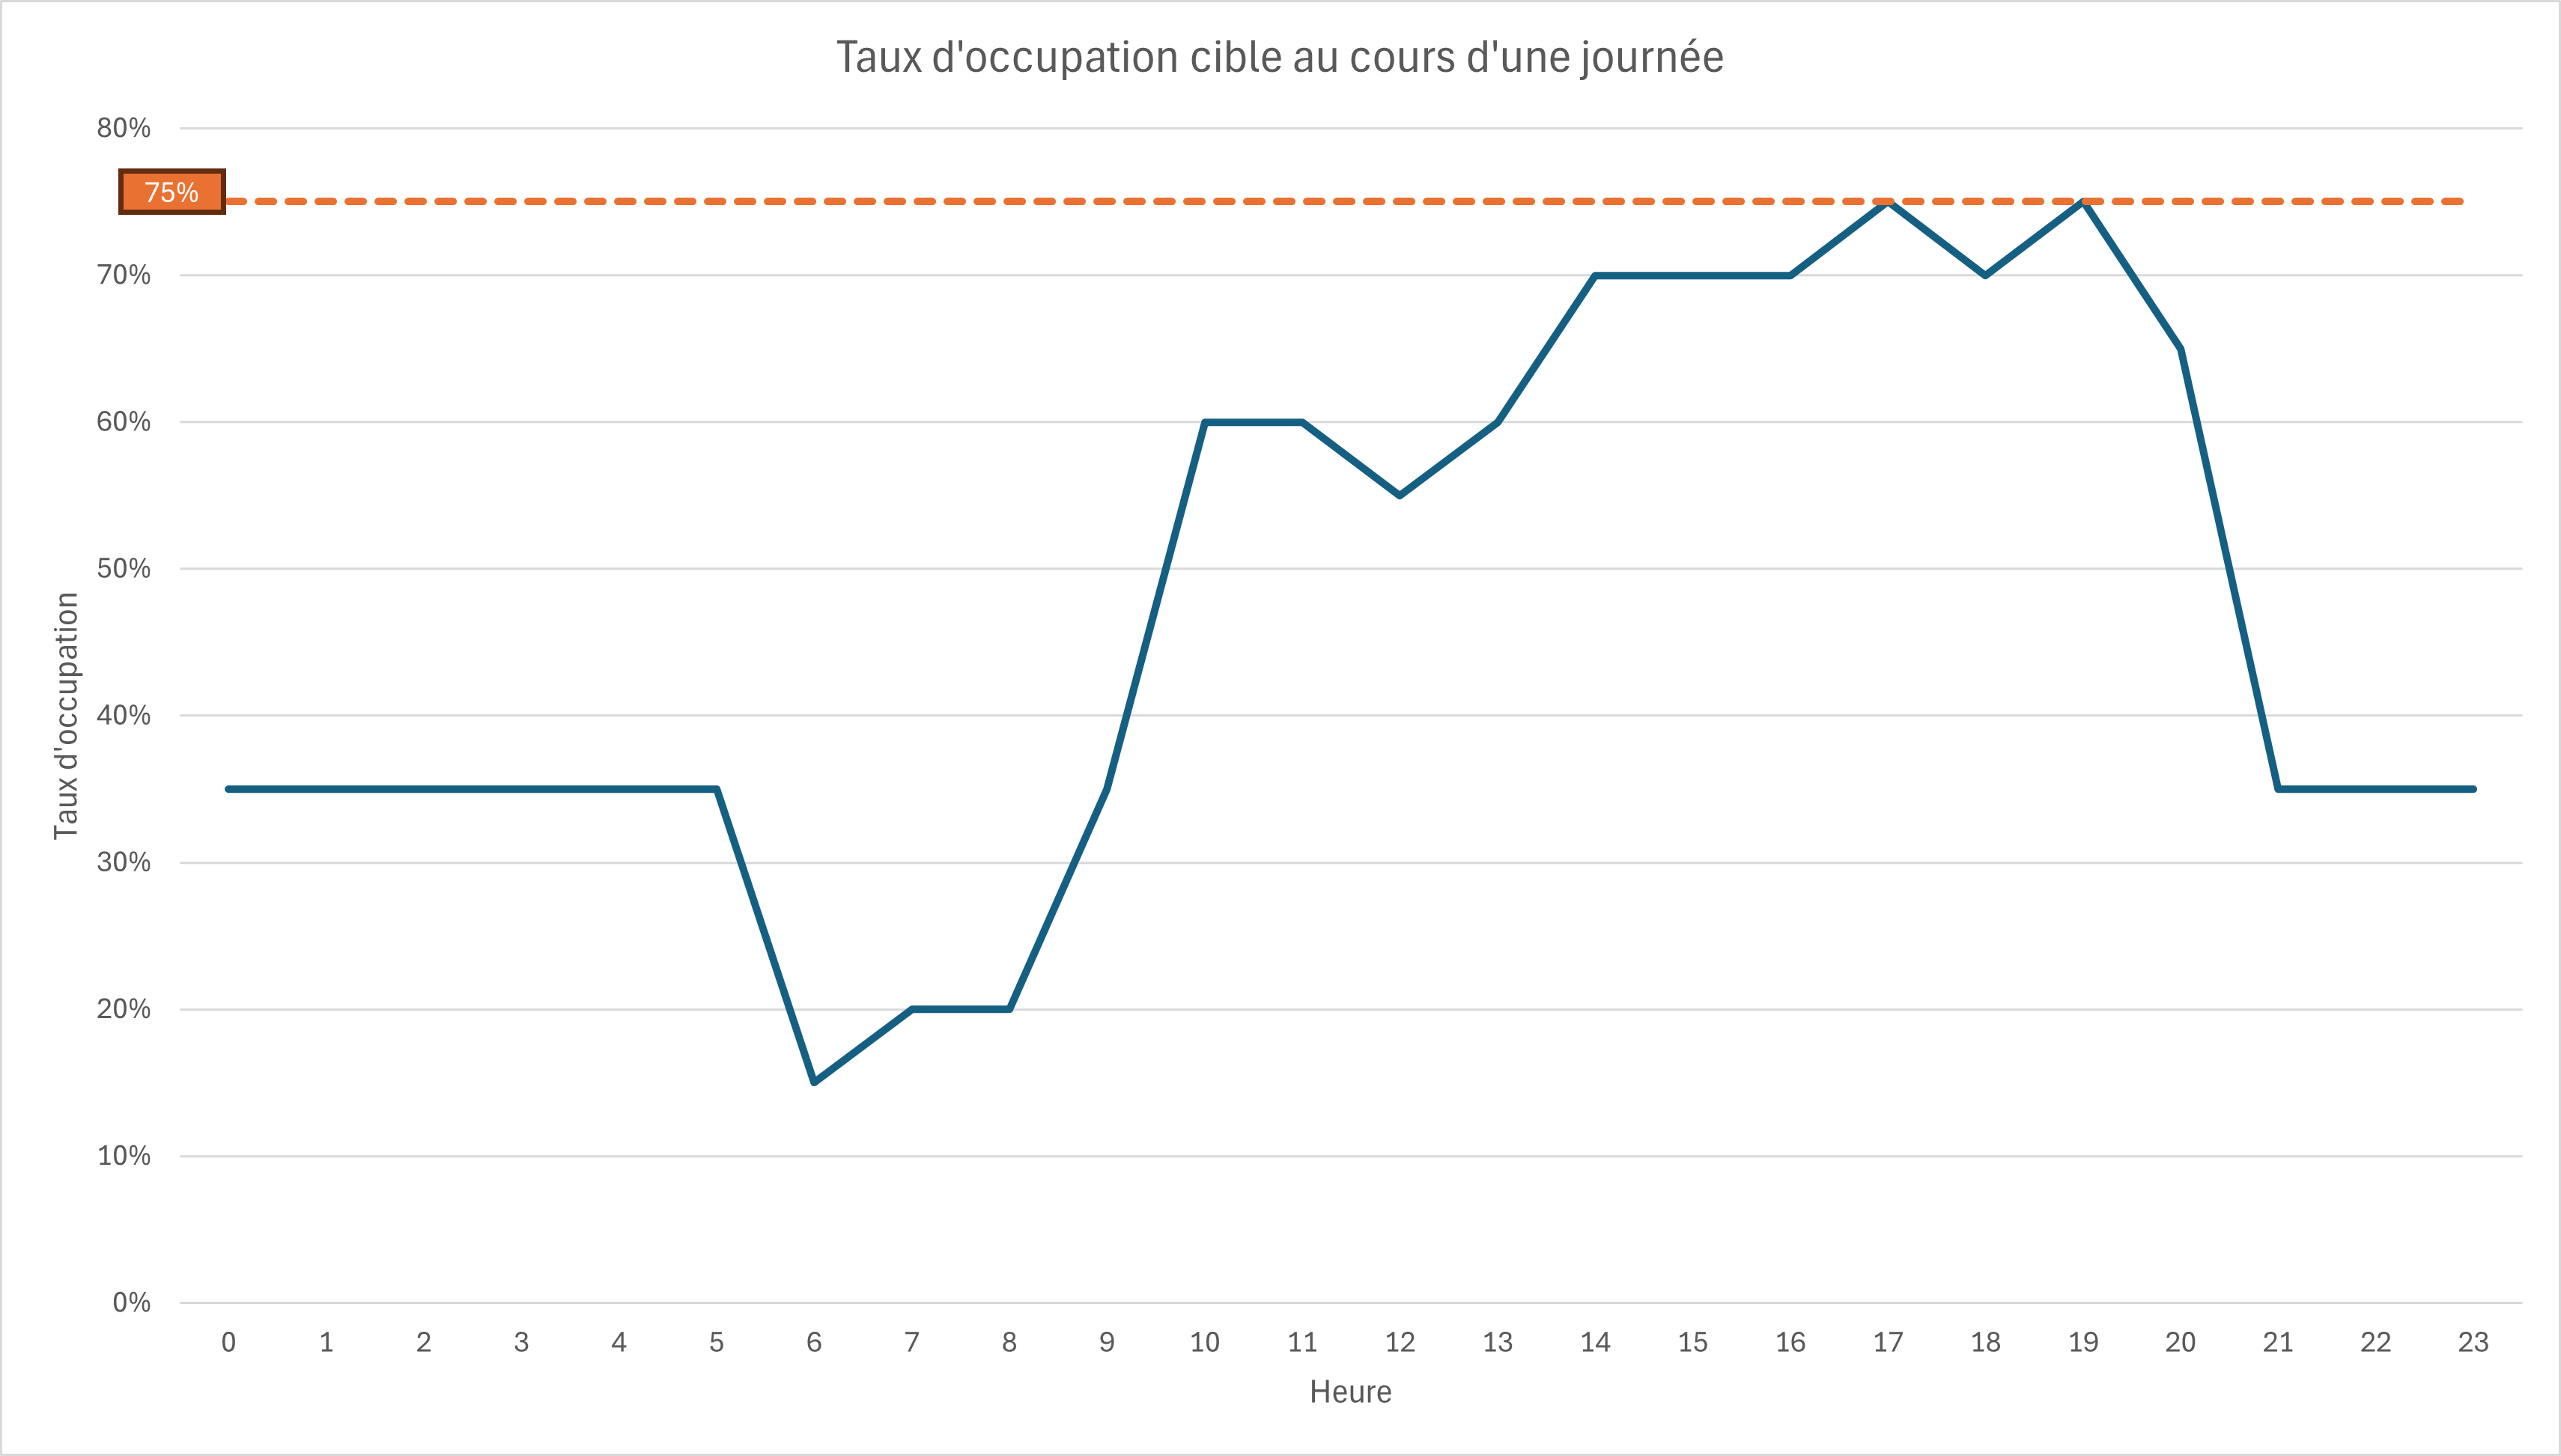 Taux d'occupation cible au cours d'une journée
80%
75%
70%
60%
50%
40%
30%
20%
10%
0%
Taux d'occupation
0 1 2 3 4 5 6 7 8 9 10 11 12 13 14 15 16 17 18 19 20 21 22 23
Heure